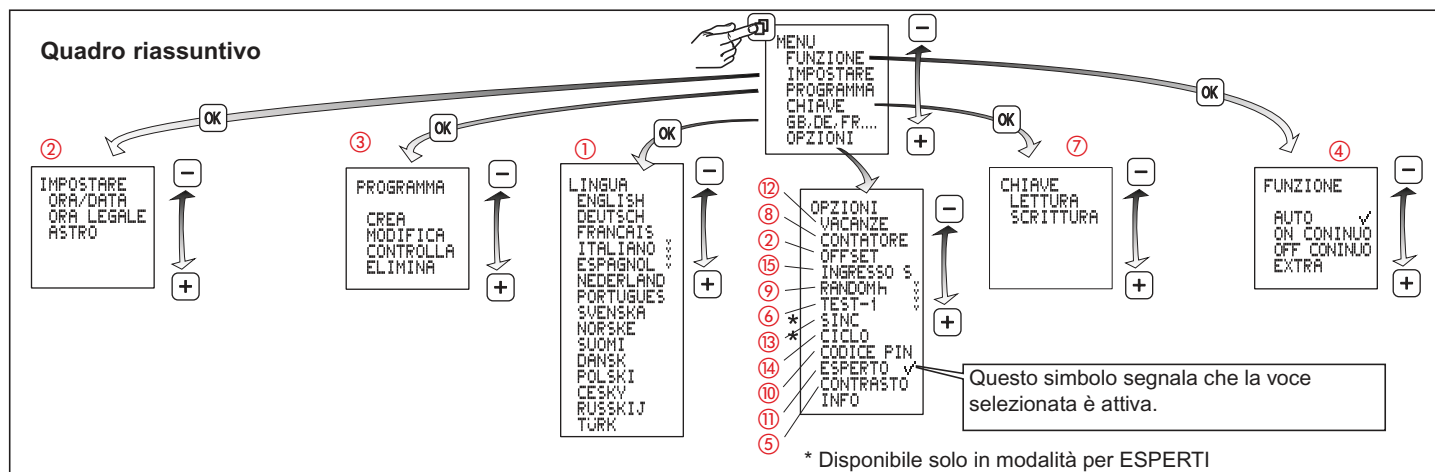 Quadro riassuntivo
MENU
FUNZIONE
IMPOSTARE
PROGRAMMA
CHIAVE
GB,DE,FR....
OPZIONI
−
+
OK
OK
OK
OK
OK
②
IMPOSTARE
ORA/DATA
ORA LEGALE
ASTRO
−
+
③
PROGRAMMA
CREA
MODIFICA
CONTROLLA
ELIMINA
−
+
①
LINGUA
ENGLISH
DEUTSCH
FRANCAIS
ITALIANO
ESPAGNOL
NEDERLAND
PORTUGUES
SVENSKA
NORSKE
SUOMI
DANSK
POLSKI
CESKY
RUSSKIJ
TURK
−
+
OPZIONI
⑫ VACANZE
⑧ CONTATORE
② OFFSET
⑮ INGRESSO S
⑨ RANDOM
⑥ TEST-1
* ⑬ SINC
* ⑭ CICLO
⑩ CODICE PIN
⑪ ESPERTO ✓
⑤ CONTRASTO
INFO
−
+
⑦
CHIAVE
LETTURA
SCRITTURA
−
+
④
FUNZIONE
AUTO ✓
ON CONINUO
OFF CONINUO
EXTRA
−
+
Questo simbolo segnala che la voce
selezionata è attiva.
* Disponibile solo in modalità per ESPERTI